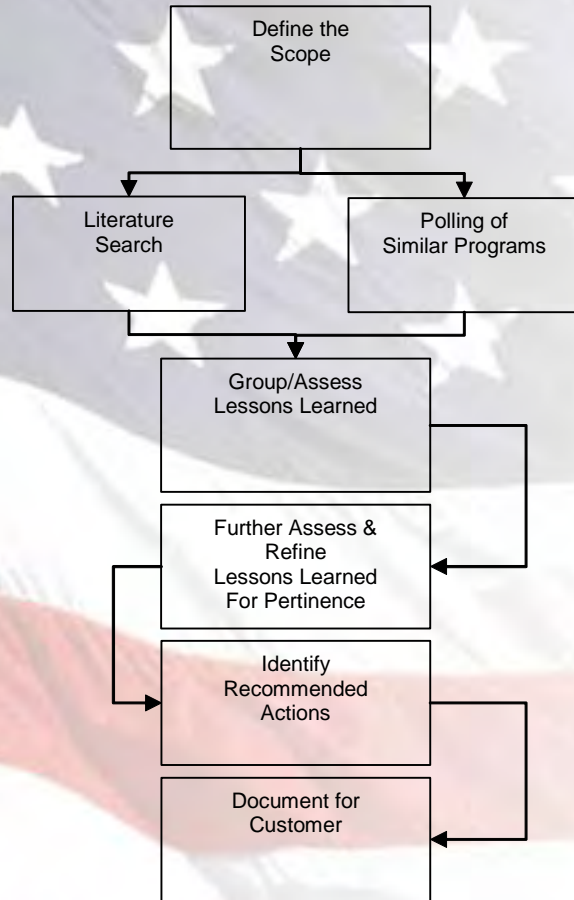 Define the
Scope
Literature
Search
Polling of
Similar Programs
Group/Assess
Lessons Learned
Further Assess &
Refine
Lessons Learned
For Pertinence
Identify
Recommended
Actions
Document for
Customer